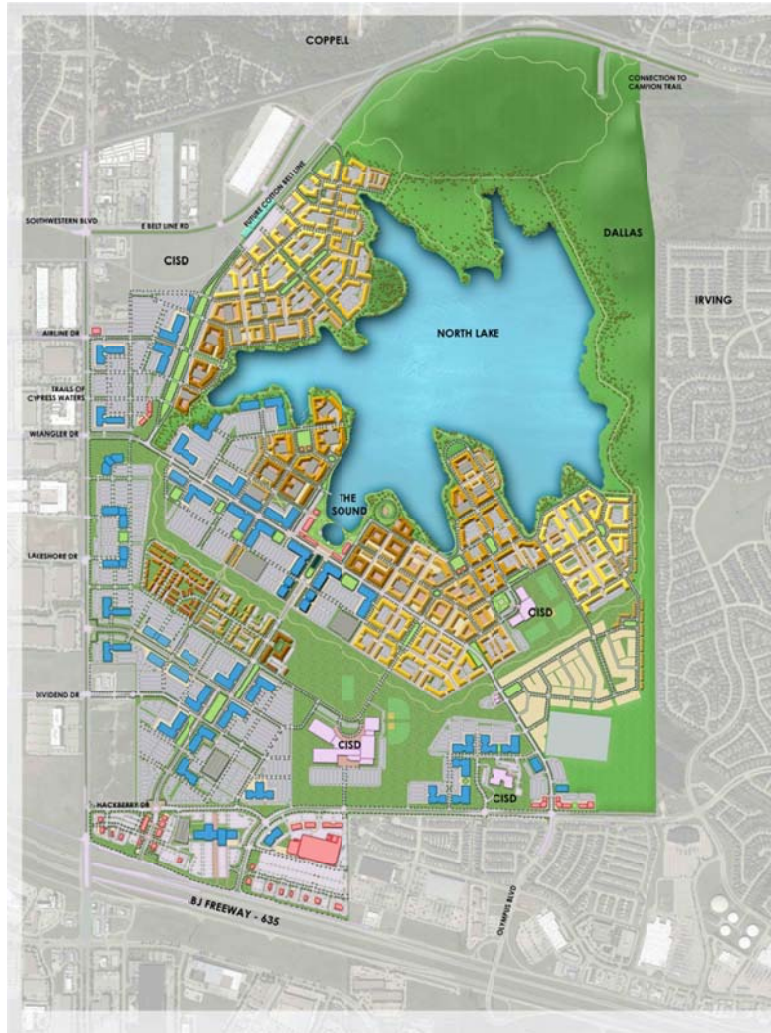 COPPELL
CONNECTION TO
CAMPION TRAIL
FUTURE COTTON BELT LINE
SOUTHWESTERN BLVD
E BELT LINE RD
DALLAS
CISD
IRVING
AIRLINE DR
NORTH LAKE
TRAILS OF
CYPRESS WATERS
WRANGLER DR
THE
SOUND
LAKESHORE DR
CISD
DIVIDEND DR
CISD
CISD
HACKBERRY DR
BJ FREEWAY - 635
OLYMPUS BLVD